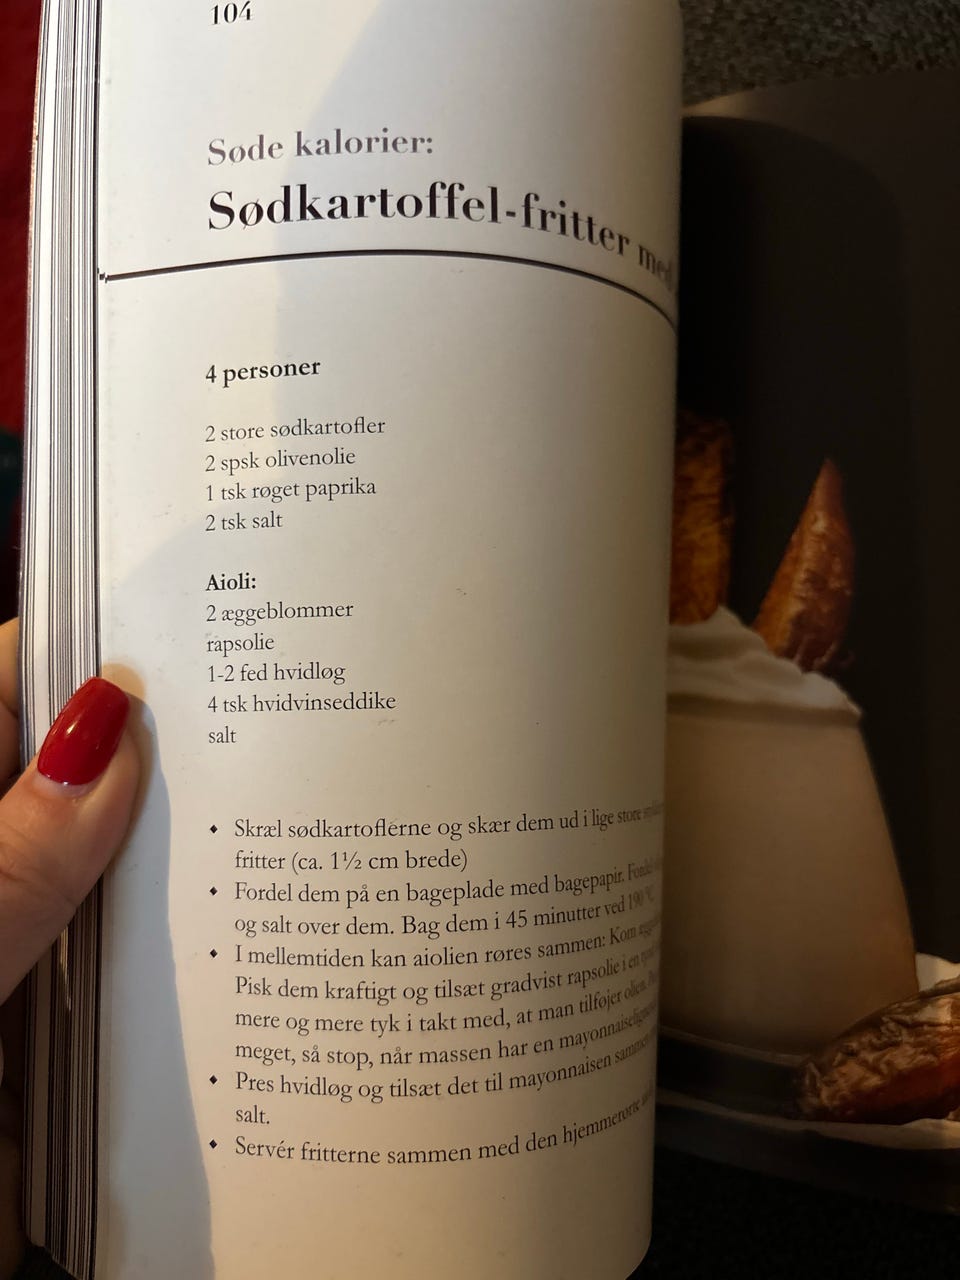 104
Søde kalorier:
Sødkartoffel-fritter med
4 personer
2 store sødkartofler
2 spsk olivenolie
1 tsk røget paprika
2 tsk salt
Aioli:
2 æggeblommer
rapsolie
1-2 fed hvidløg
4 tsk hvidvinseddike
salt
⬥ Skræl sødkartoflerne og skær dem ud i lige store
fritter (ca. 1½ cm brede)
⬥ Fordel dem på en bageplade med bagepapir. Fordel
og salt over dem. Bag dem i 45 minutter ved 190 °C.
⬥ I mellemtiden kan aiolien røres sammen: Kom
Pisk dem kraftigt og tilsæt gradvist rapsolie i en
mere og mere tyk i takt med, at man tilføjer olien.
meget, så stop, når massen har en
⬥ Pres hvidløg og tilsæt det til mayonnaisen
salt.
⬥ Servér fritterne sammen med den hjemmerørte